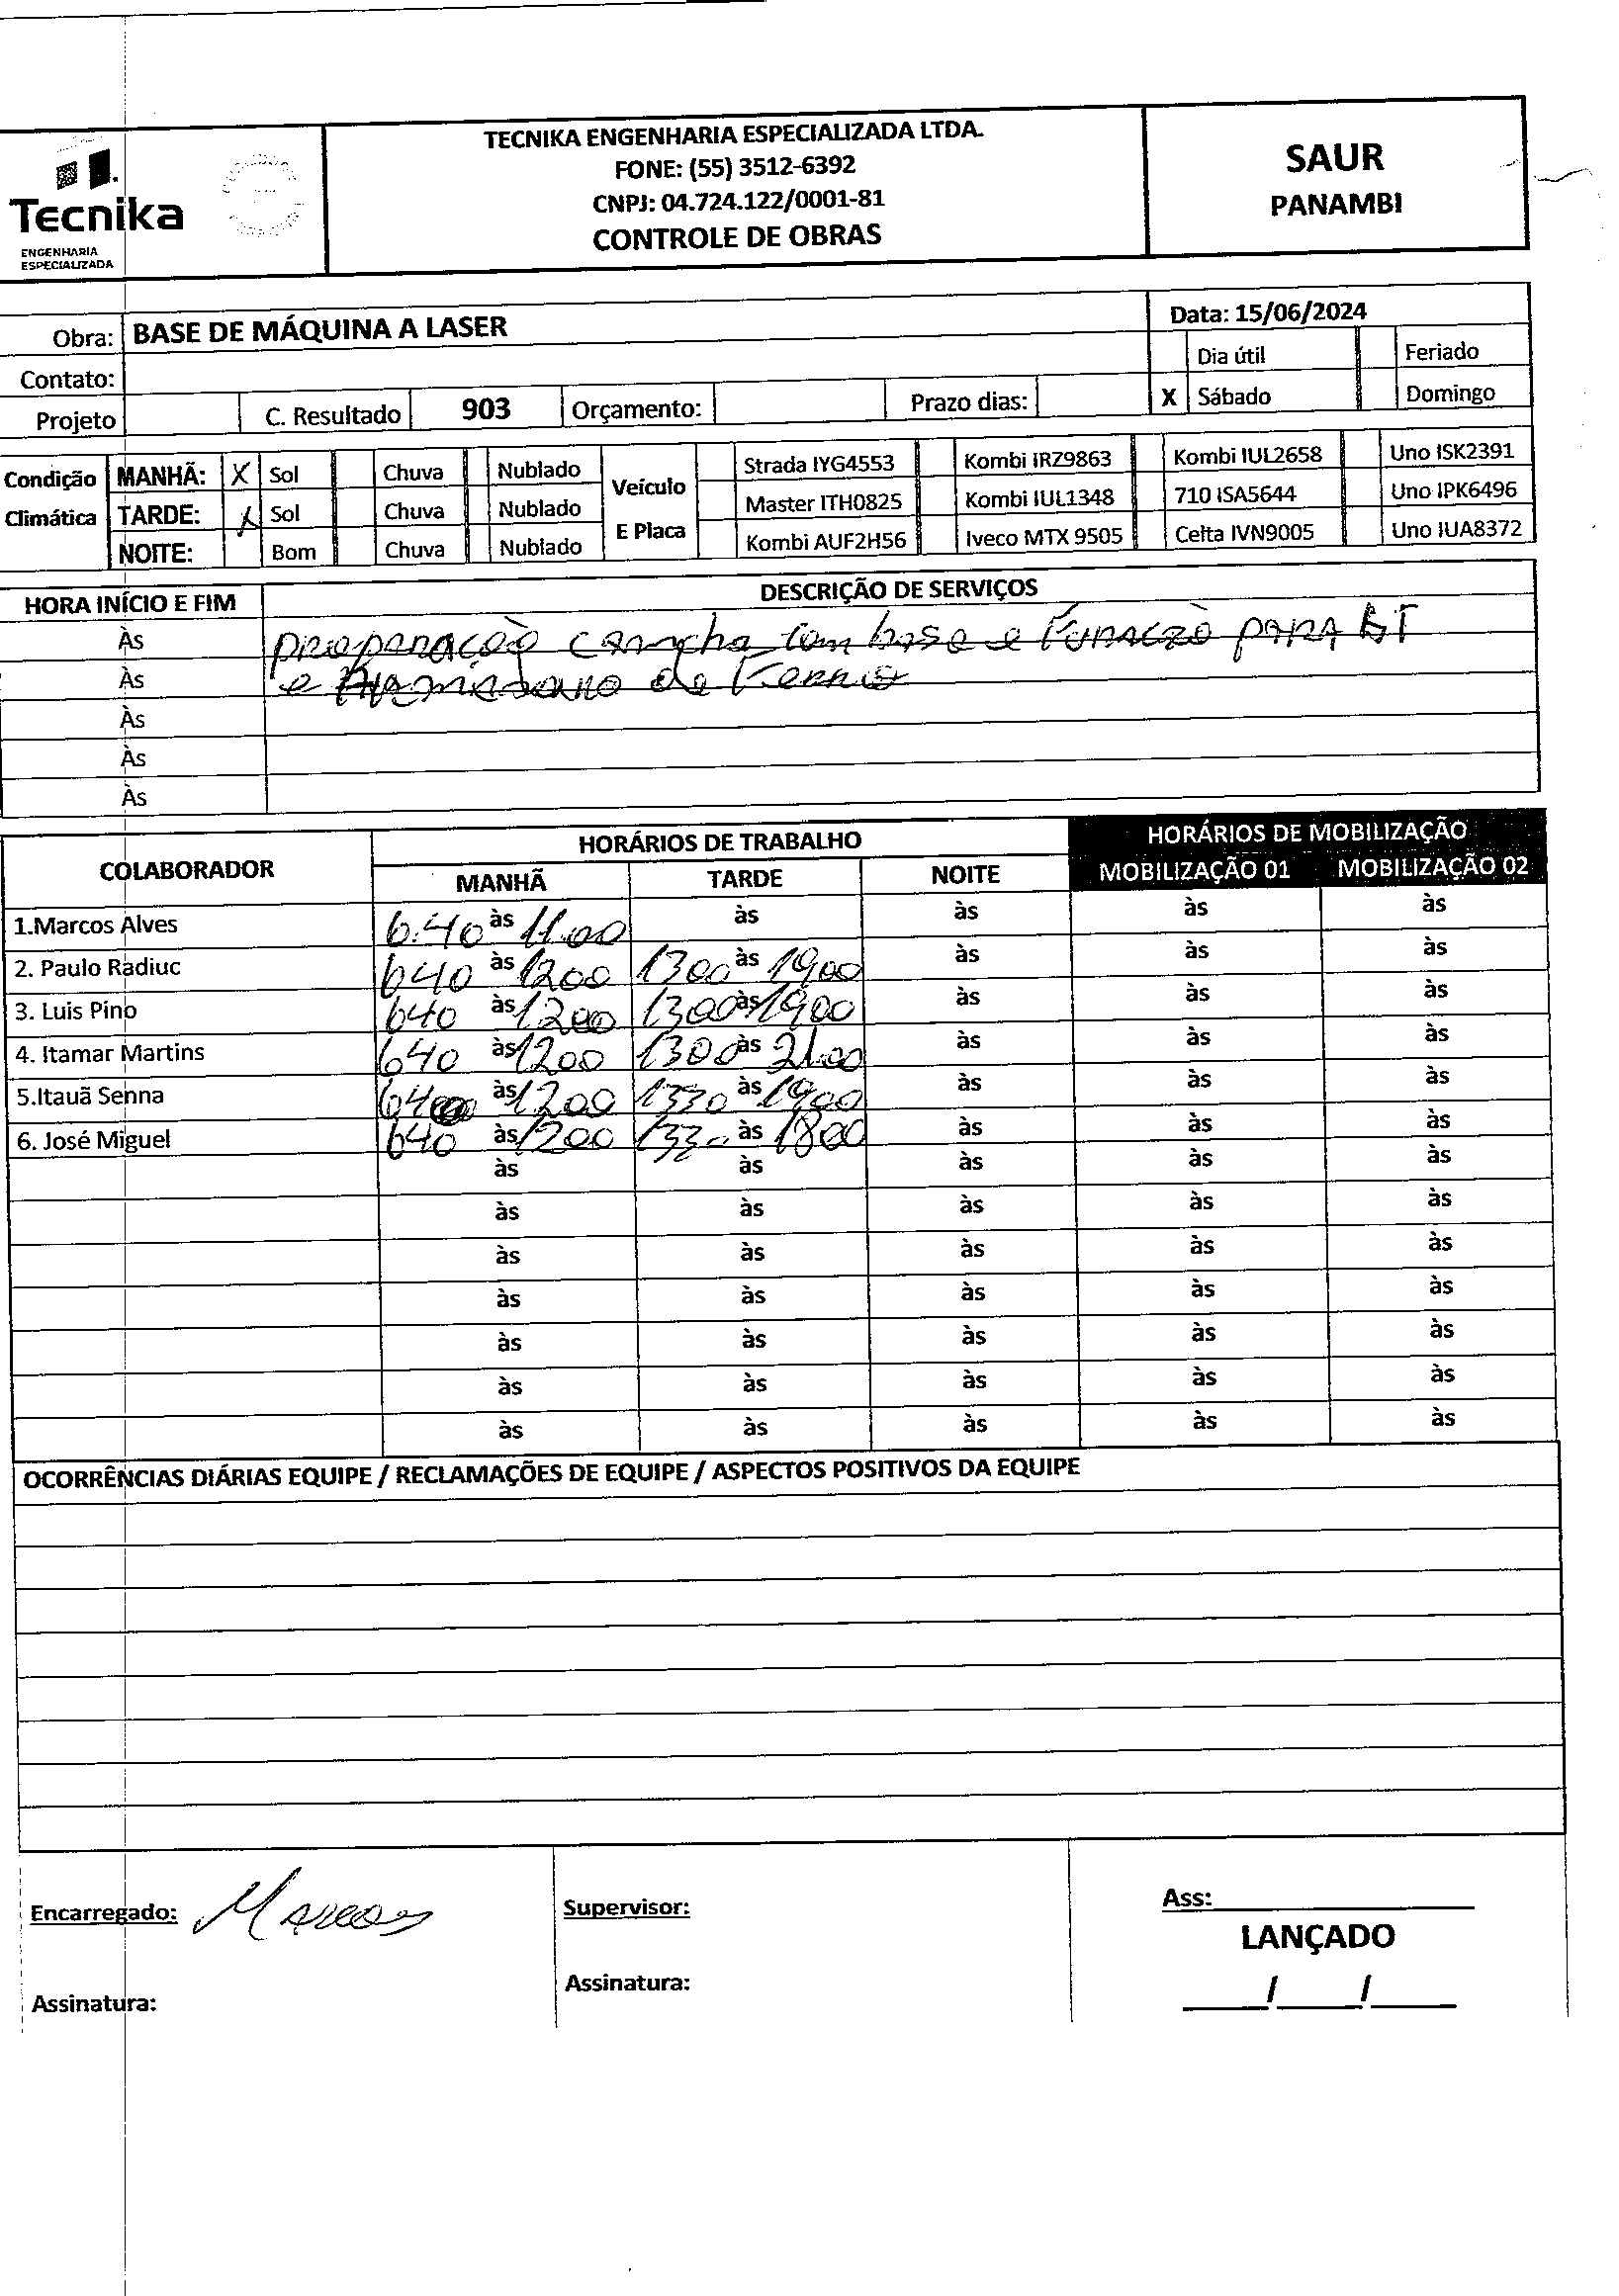 TECNIKA ENGENHARIA ESPECIALIZADA LTDA.
FONE: (55) 3512-6392
CNPJ: 04.724.122/0001-81
CONTROLE DE OBRAS
SAUR
PANAMBI
Tecnika
ENGENHARIA
ESPECIALIZADA
Obra: BASE DE MÁQUINA A LASER
Data: 15/06/2024
Dia útil Feriado
Contato:
X Sábado Domingo
Projeto C. Resultado 903 Orçamento: Prazo dias:
Condição Climática
MANHÃ: X Sol Chuva Nublado
TARDE: X Sol Chuva Nublado
NOITE: Bom Chuva Nublado
Veículo E Placa
Strada IYG4553 Kombi IRZ9863 Kombi IUL2658 Uno ISK2391
Master ITH0825 Kombi IUL1348 710 ISA5644 Uno IPK6496
Kombi AUF2H56 Iveco MTX 9505 Celta IVN9005 Uno IUA8372
HORA INÍCIO E FIM DESCRIÇÃO DE SERVIÇOS
Às preparação cancha com base e Furação PARA
Às e de Ferros
Às
Às
Às
COLABORADOR HORÁRIOS DE TRABALHO HORÁRIOS DE MOBILIZAÇÃO
MANHÃ TARDE NOITE MOBILIZAÇÃO 01 MOBILIZAÇÃO 02
1.Marcos Alves 6:40 às 11.00 às às às às
2. Paulo Radiuc 640 às 1200 1300 às 1900 às às às
3. Luis Pino 640 às 1200 1300 às 1900 às às às
4. Itamar Martins 640 às 1200 1300 às 21.00 às às às
5.Itauã Senna 640 às 1200 1330 às 1900 às às às
6. José Miguel 640 às 1200 1330 às 1800 às às às
às às às às às
às às às às às
às às às às às
às às às às às
às às às às às
às às às às às
às às às às às
OCORRÊNCIAS DIÁRIAS EQUIPE / RECLAMAÇÕES DE EQUIPE / ASPECTOS POSITIVOS DA EQUIPE
Encarregado: Marcos
Supervisor:
Ass:
LANÇADO
Assinatura:
Assinatura:
___/___/___